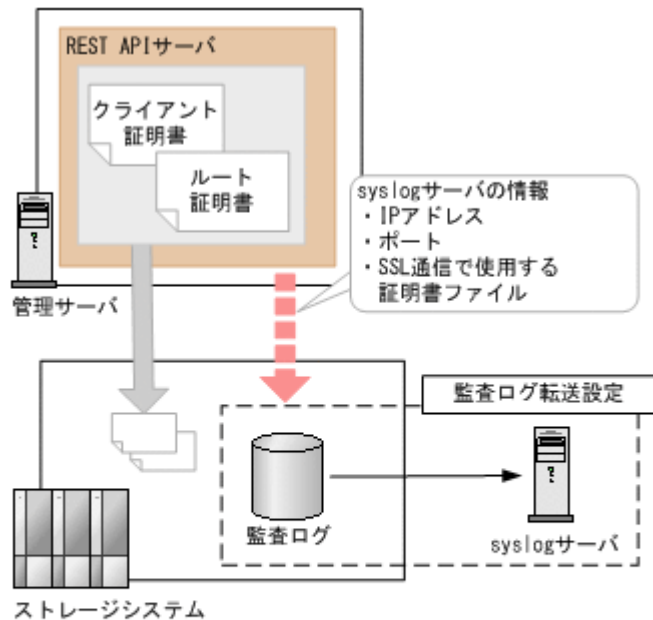 REST APIサーバ
クライアント
証明書
ルート
証明書
syslogサーバの情報
・IPアドレス
・ポート
・SSL通信で使用する
証明書ファイル
管理サーバ
監査ログ転送設定
監査ログ
syslogサーバ
ストレージシステム